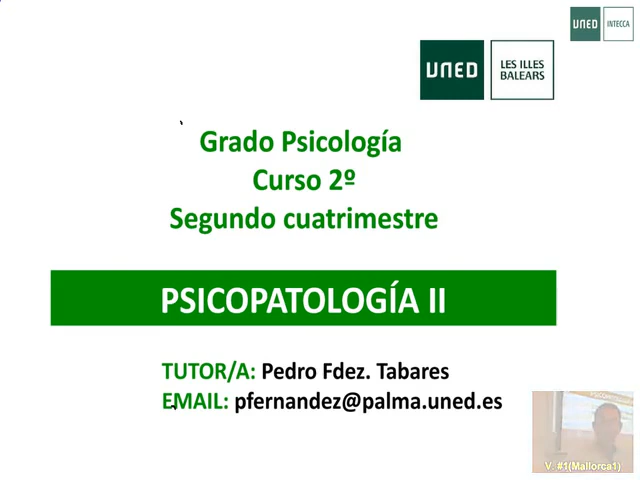 UNED INTECCA
UNED LES ILLES
BALEARS
Grado Psicología
Curso 2º
Segundo cuatrimestre
PSICOPATOLOGÍA II
TUTOR/A: Pedro Fdez. Tabares
EMAIL: pfernandez@palma.uned.es
V. #1(Mallorca1)